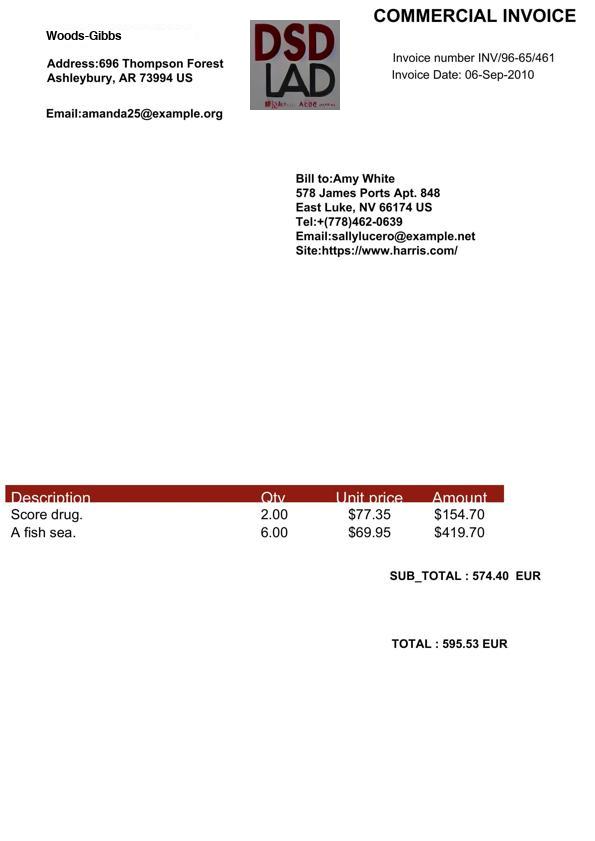 COMMERCIAL INVOICE
Woods-Gibbs
DSD
LAD
Invoice number INV/96-65/461
Address:696 Thompson Forest
Invoice Date: 06-Sep-2010
Ashleybury, AR 73994 US
Email:amanda25@example.org
Bill to:Amy White
578 James Ports Apt. 848
East Luke, NV 66174 US
Tel:+(778)462-0639
Email:sallylucero@example.net
Site:https://www.harris.com/
Description Qty Unit price Amount
Score drug. 2.00 $77.35 $154.70
A fish sea. 6.00 $69.95 $419.70
SUB_TOTAL : 574.40 EUR
TOTAL : 595.53 EUR